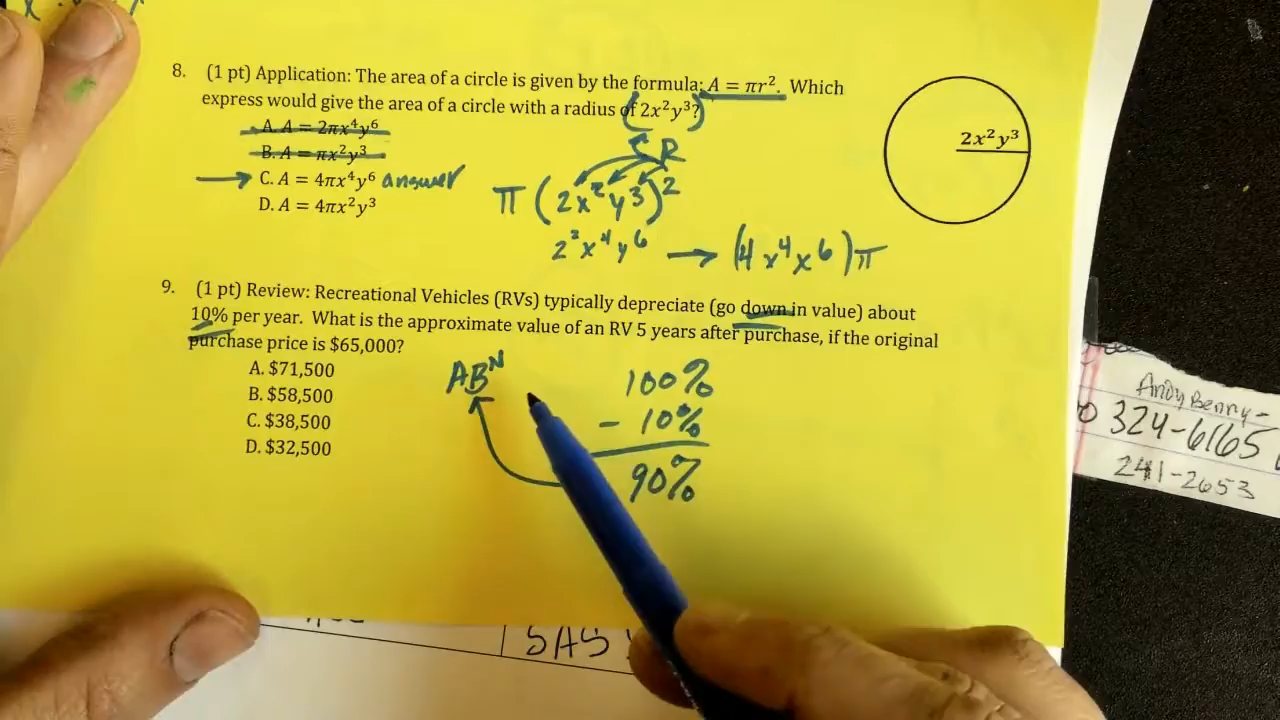 8. (1 pt) Application: The area of a circle is given by the formula: A = πr². Which
express would give the area of a circle with a radius of (2x²y³?)
A. A = 2πx⁴y⁶
B. A = πx²y³
→ C. A = 4πx⁴y⁶ answer
D. A = 4πx²y³
R
π (2x²y³)²
2²x⁴y⁶ → (4x⁴x⁶)π
2x²y³
9. (1 pt) Review: Recreational Vehicles (RVs) typically depreciate (go down in value) about
10% per year. What is the approximate value of an RV 5 years after purchase, if the original
purchase price is $65,000?
A. $71,500
B. $58,500
C. $38,500
D. $32,500
ABᴺ
100%
- 10%
90%
Andy Benny-
324-6165
241-2653
SAS